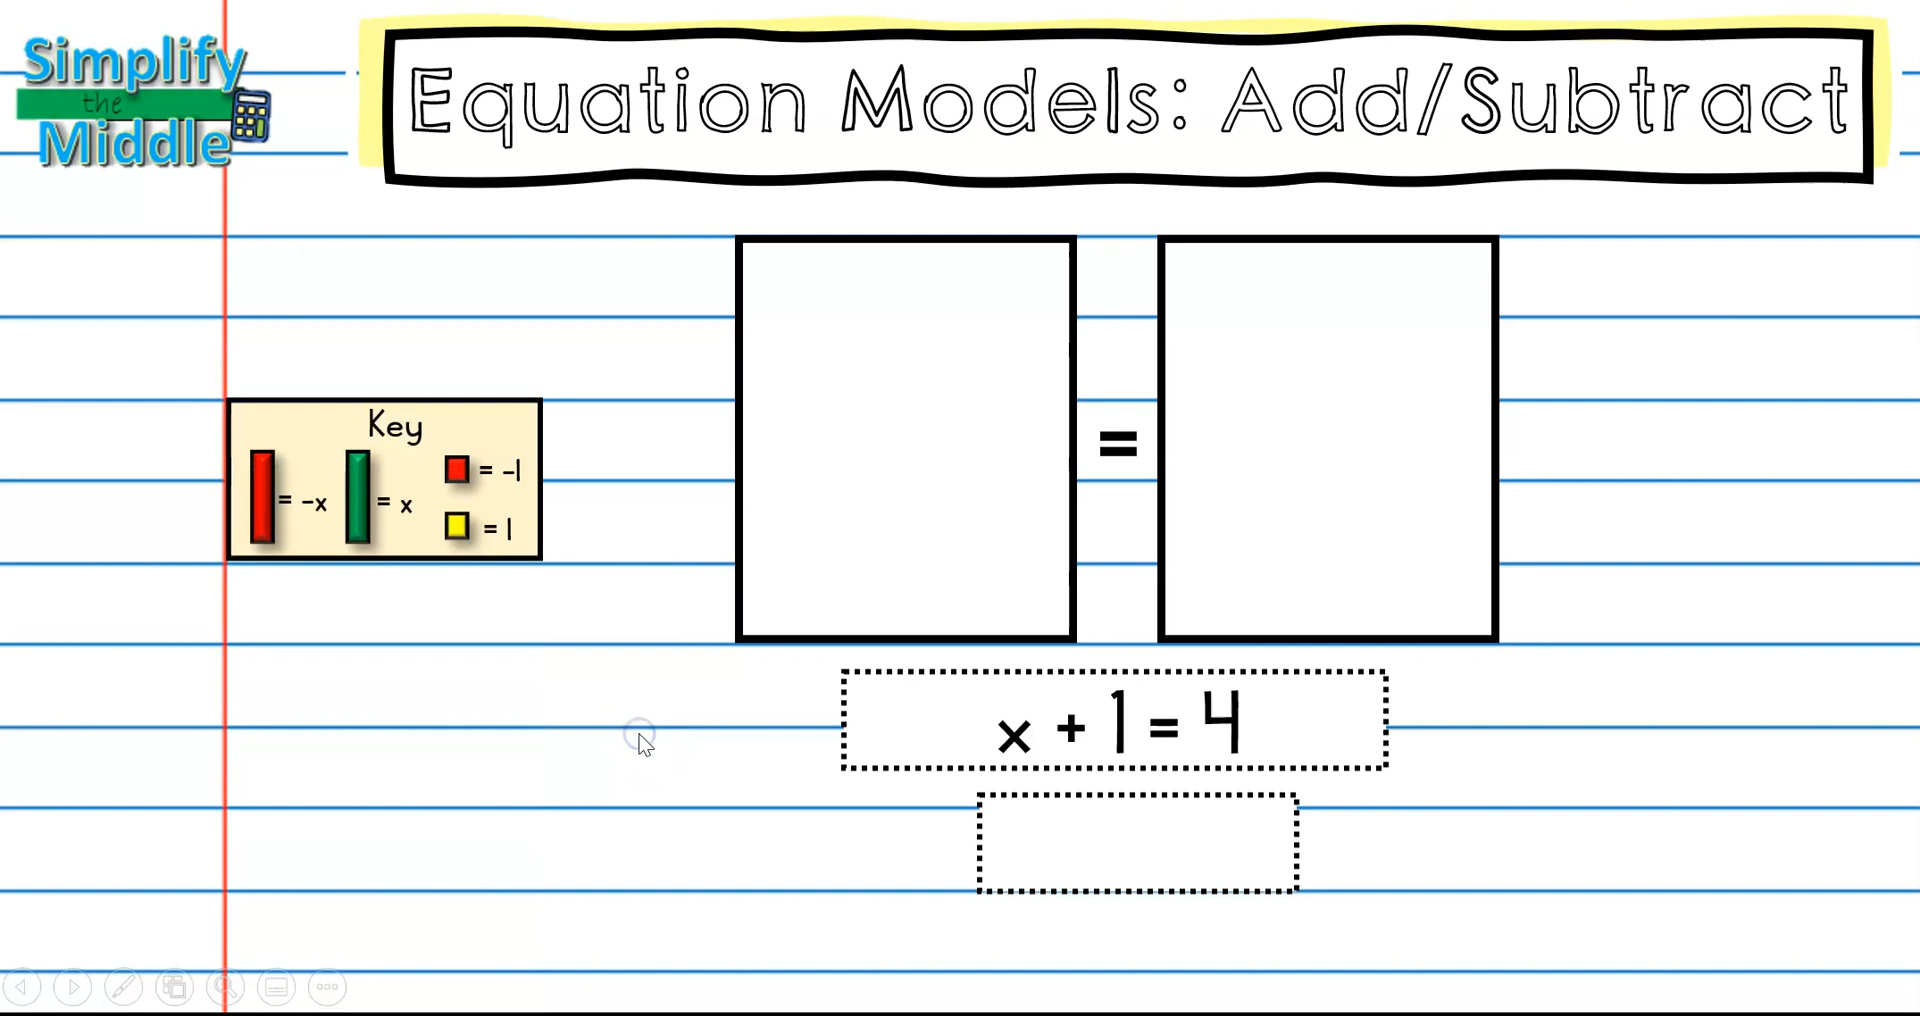 Simplify
the
Middle
Equation Models: Add/Subtract
=
Key
= -x
= x
= -1
= 1
x + 1 = 4